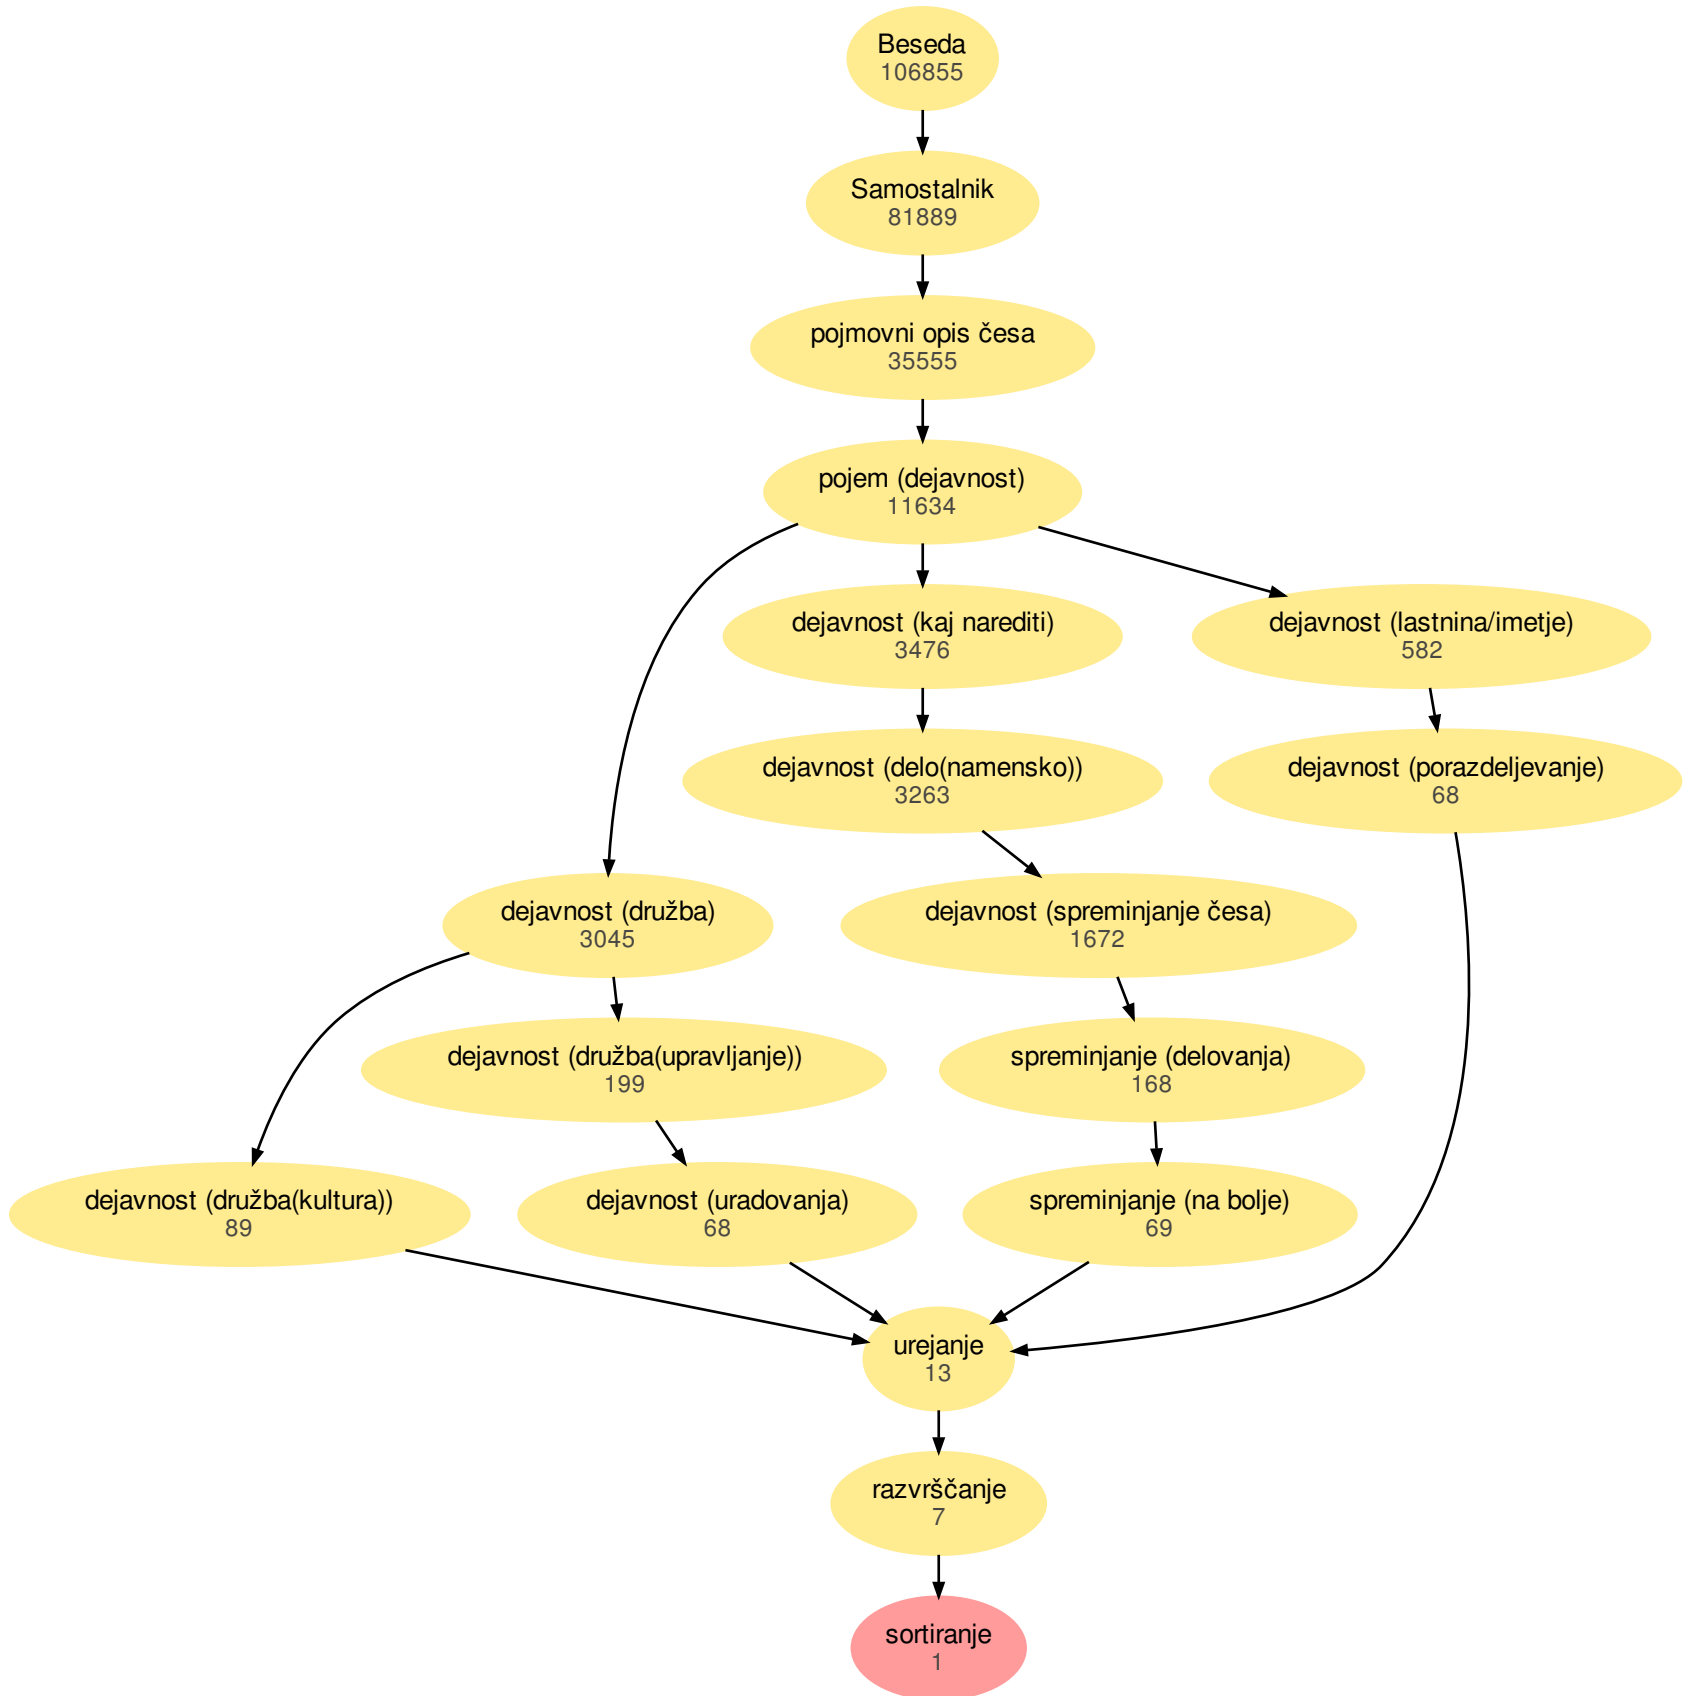 Beseda
106855
Samostalnik
81889
pojmovni opis česa
35555
pojem (dejavnost)
11634
dejavnost (kaj narediti)
3476
dejavnost (lastnina/imetje)
582
dejavnost (delo(namensko))
3263
dejavnost (porazdeljevanje)
68
dejavnost (družba)
3045
dejavnost (spreminjanje česa)
1672
dejavnost (družba(upravljanje))
199
spreminjanje (delovanja)
168
dejavnost (družba(kultura))
89
dejavnost (uradovanja)
68
spreminjanje (na bolje)
69
urejanje
13
razvrščanje
7
sortiranje
1